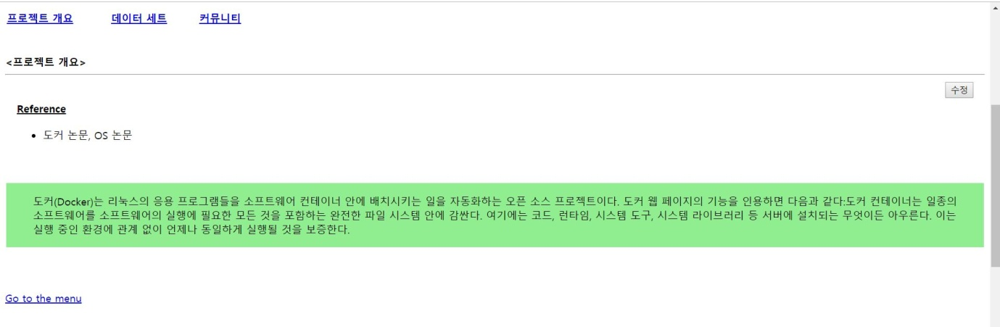 프로젝트 개요 데이터 세트 커뮤니티
<프로젝트 개요>
수정
Reference
• 도커 논문, OS 논문
도커(Docker)는 리눅스의 응용 프로그램들을 소프트웨어 컨테이너 안에 배치시키는 일을 자동화하는 오픈 소스 프로젝트이다. 도커 웹 페이지의 기능을 인용하면 다음과 같다:도커 컨테이너는 일종의
소프트웨어를 소프트웨어의 실행에 필요한 모든 것을 포함하는 완전한 파일 시스템 안에 감싼다. 여기에는 코드, 런타임, 시스템 도구, 시스템 라이브러리 등 서버에 설치되는 무엇이든 아우른다. 이는
실행 중인 환경에 관계 없이 언제나 동일하게 실행될 것을 보증한다.
Go to the menu